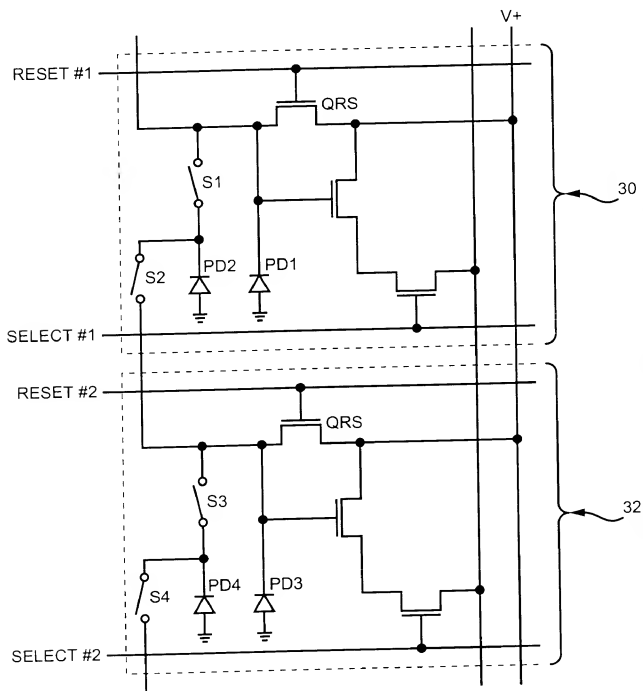 V+
RESET #1
QRS
S1
30
S2
PD2
PD1
SELECT #1
RESET #2
QRS
S3
32
S4
PD4
PD3
SELECT #2